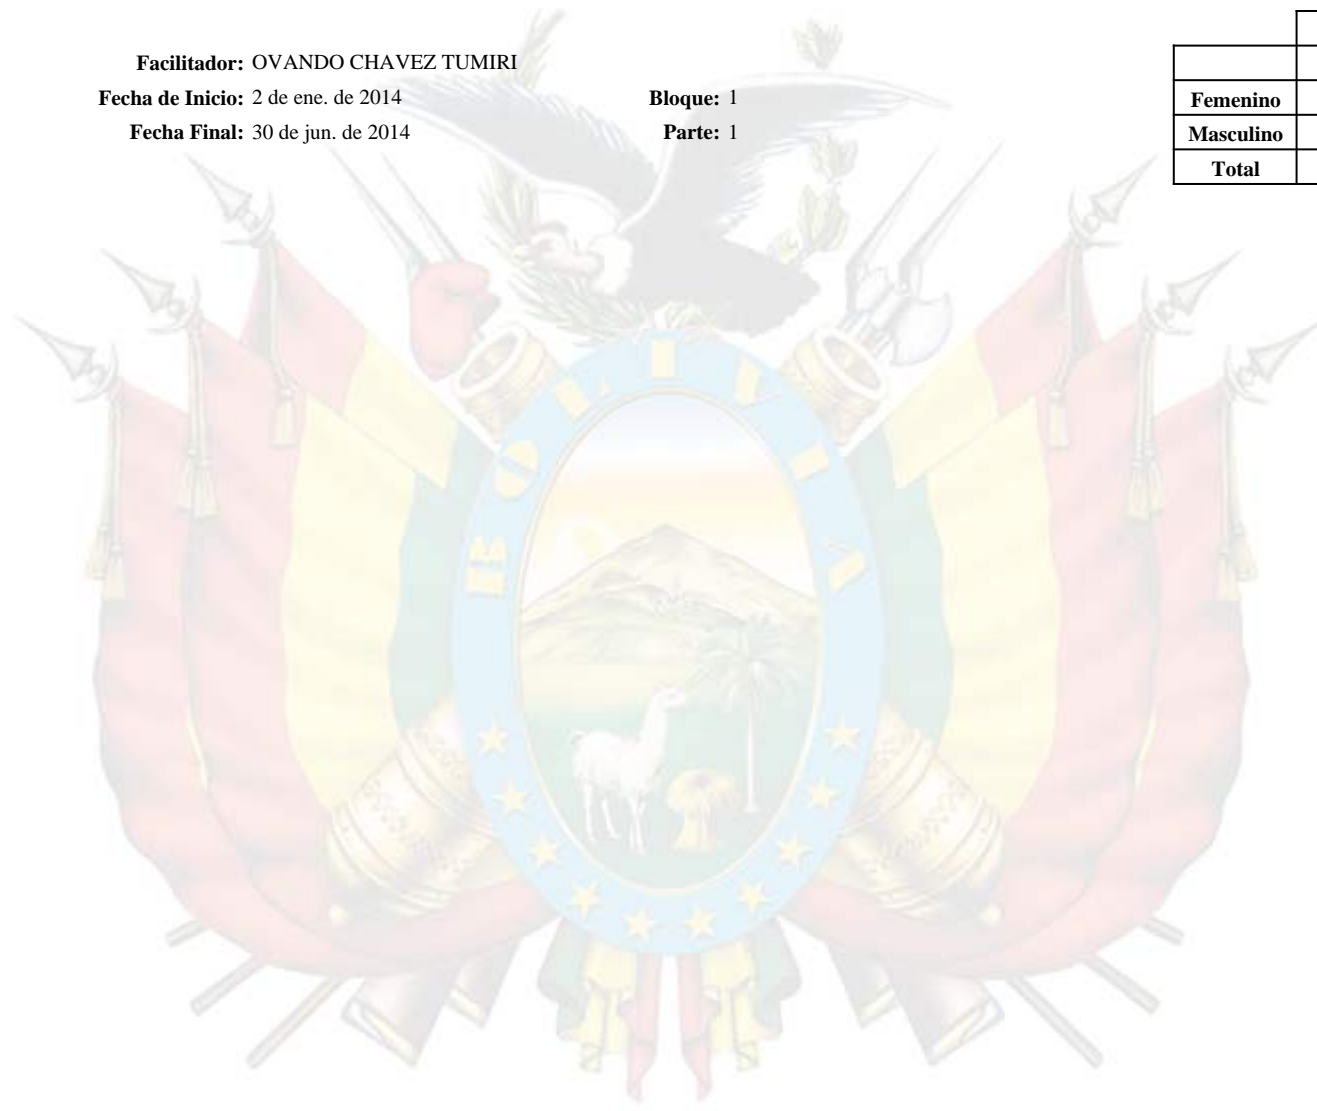 Facilitador: OVANDO CHAVEZ TUMIRI
Fecha de Inicio: 2 de ene. de 2014 Bloque: 1
Fecha Final: 30 de jun. de 2014 Parte: 1
Femenino
Masculino
Total
BOLIVIA